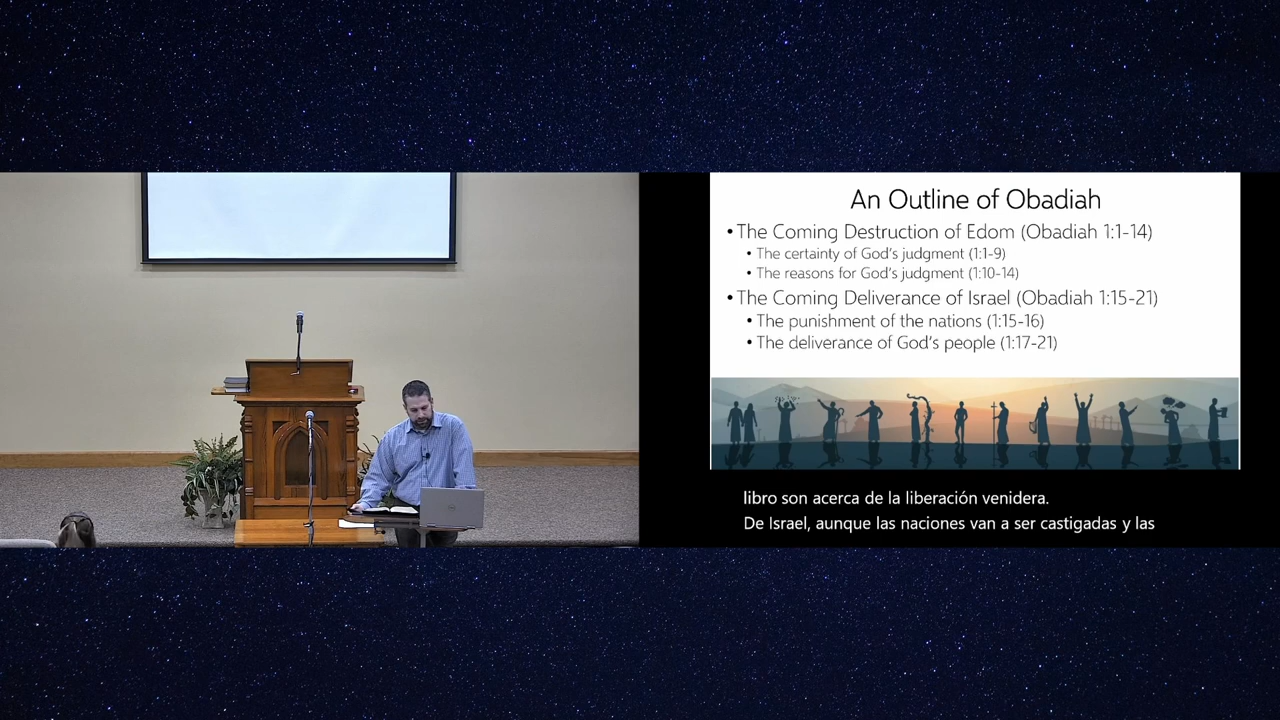 An Outline of Obadiah
• The Coming Destruction of Edom (Obadiah 1:1-14)
• The certainty of God's judgment (1:1-9)
• The reasons for God's judgment (1:10-14)
• The Coming Deliverance of Israel (Obadiah 1:15-21)
• The punishment of the nations (1:15-16)
• The deliverance of God's people (1:17-21)
libro son acerca de la liberación venidera.
De Israel, aunque las naciones van a ser castigadas y las